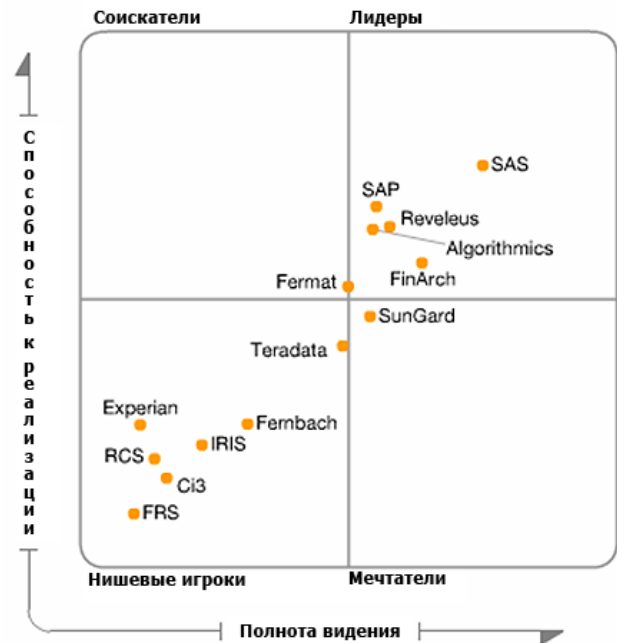 Соискатели
Лидеры
Способность к реализации
SAS
SAP
Reveleus
Algorithmics
FinArch
Fermat
SunGard
Teradata
Experian
Fernbach
IRIS
RCS
Ci3
FRS
Нишевые игроки
Мечтатели
Полнота видения